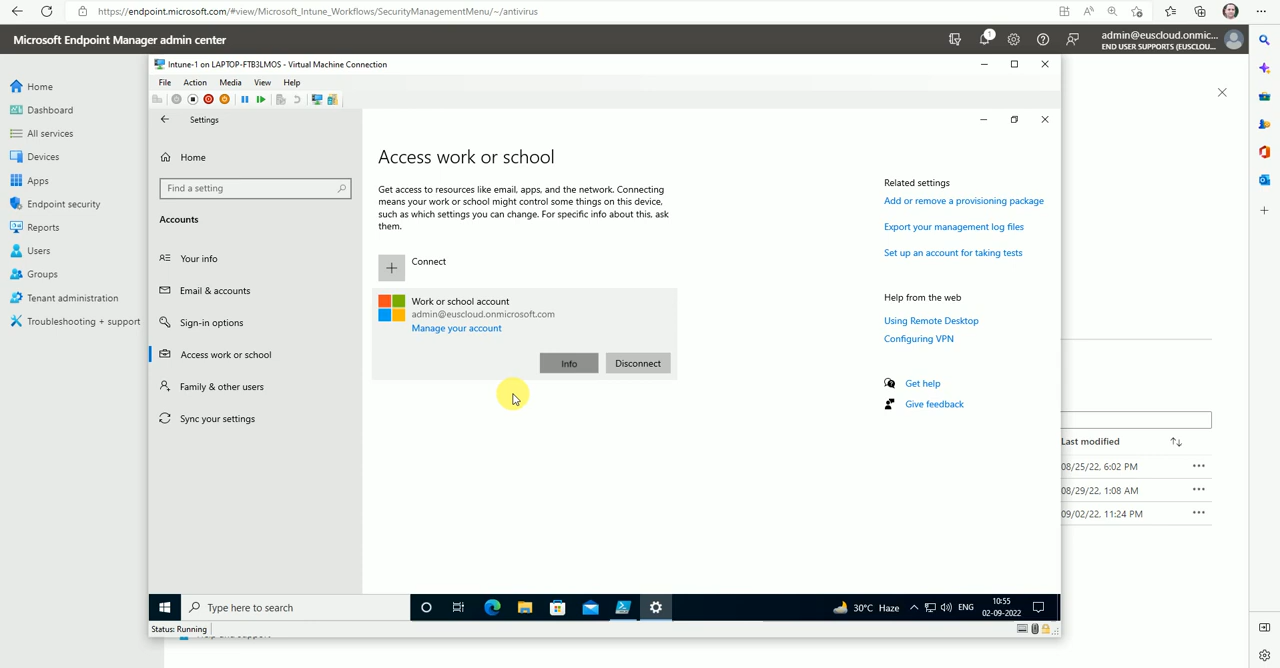 https://endpoint.microsoft.com/#view/Microsoft_Intune_Workflows/SecurityManagementMenu/~/antivirus
Microsoft Endpoint Manager admin center
1
admin@euscloud.onmic...
END USER SUPPORTS (EUSCLOU...
Home
Dashboard
All services
Devices
Apps
Endpoint security
Reports
Users
Groups
Tenant administration
Troubleshooting + support
Intune-1 on LAPTOP-FTB3LMOS - Virtual Machine Connection
File Action Media View Help
Settings
Home
Find a setting
Accounts
Your info
Email & accounts
Sign-in options
Access work or school
Family & other users
Sync your settings
Access work or school
Get access to resources like email, apps, and the network. Connecting
means your work or school might control some things on this device,
such as which settings you can change. For specific info about this, ask
them.
Connect
Work or school account
admin@euscloud.onmicrosoft.com
Manage your account
Info Disconnect
Related settings
Add or remove a provisioning package
Export your management log files
Set up an account for taking tests
Help from the web
Using Remote Desktop
Configuring VPN
Get help
Give feedback
Last modified
08/25/22, 6:02 PM
08/29/22, 1:08 AM
09/02/22, 11:24 PM
Type here to search
30°C Haze
ENG
10:55
02-09-2022
Status: Running